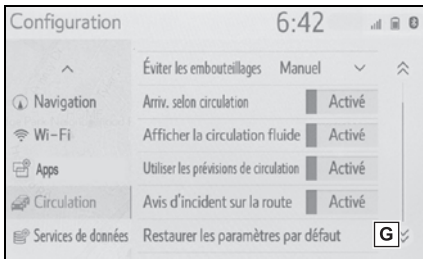 Configuration 6:42
Éviter les embouteillages Manuel
Navigation Arriv. selon circulation Activé
Wi-Fi Afficher la circulation fluide Activé
Apps Utiliser les prévisions de circulation Activé
Circulation Avis d'incident sur la route Activé
Services de données Restaurer les paramètres par défaut G